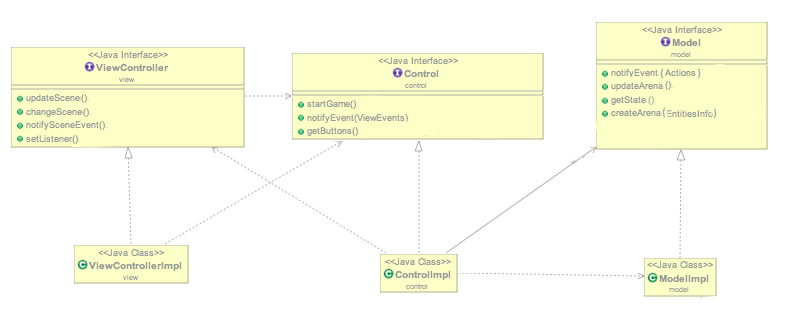 <<Java Interface>>
ViewController
view
updateScene()
changeScene()
notifySceneEvent()
setListener()
<<Java Interface>>
Control
control
startGame()
notifyEvent(ViewEvents)
getButtons()
<<Java Interface>>
Model
model
notifyEvent (Actions)
updateArena ()
getState ()
createArena (EntitiesInfo)
<<Java Class>>
ViewControllerImpl
view
<<Java Class>>
ControlImpl
control
<<Java Class>>
ModelImpl
model